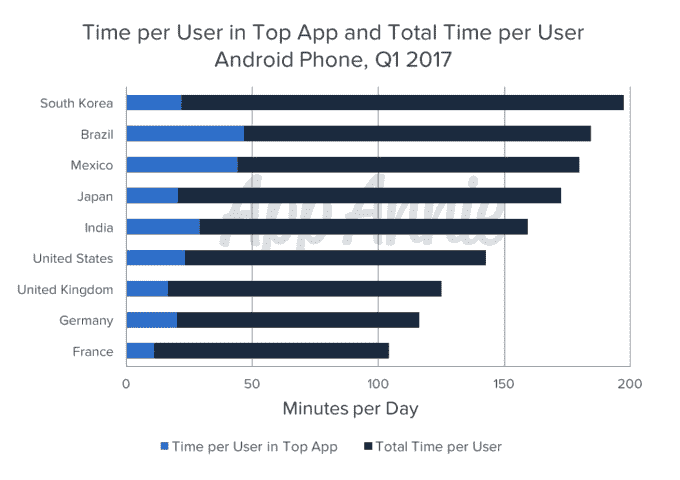 Time per User in Top App and Total Time per User
Android Phone, Q1 2017
South Korea
Brazil
Mexico
Japan
App Annie
India
United States
United Kingdom
Germany
France
0 50 100 150 200
Minutes per Day
Time per User in Top App Total Time per User